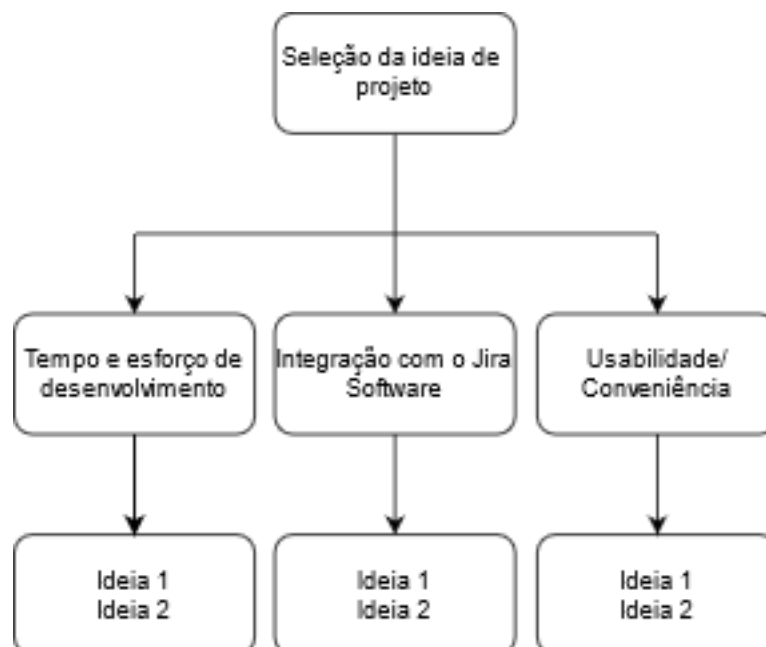 Seleção da ideia de
projeto
Tempo e esforço de
desenvolvimento
Integração com o Jira
Software
Usabilidade/
Conveniência
Ideia 1
Ideia 2
Ideia 1
Ideia 2
Ideia 1
Ideia 2